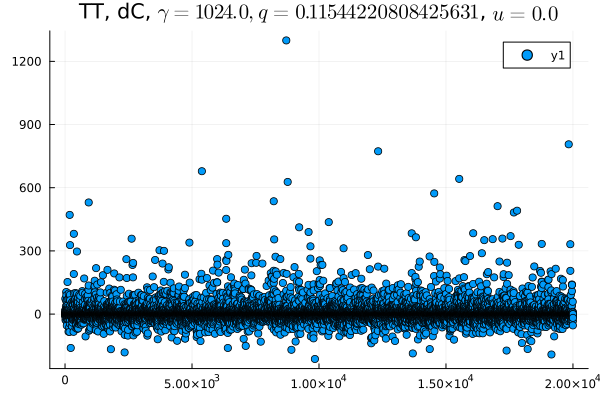 TT, dC, γ = 1024.0, q = 0.11544220808425631, u = 0.0
y1
1200
900
600
300
0
0 5.00×10³ 1.00×10⁴ 1.50×10⁴ 2.00×10⁴